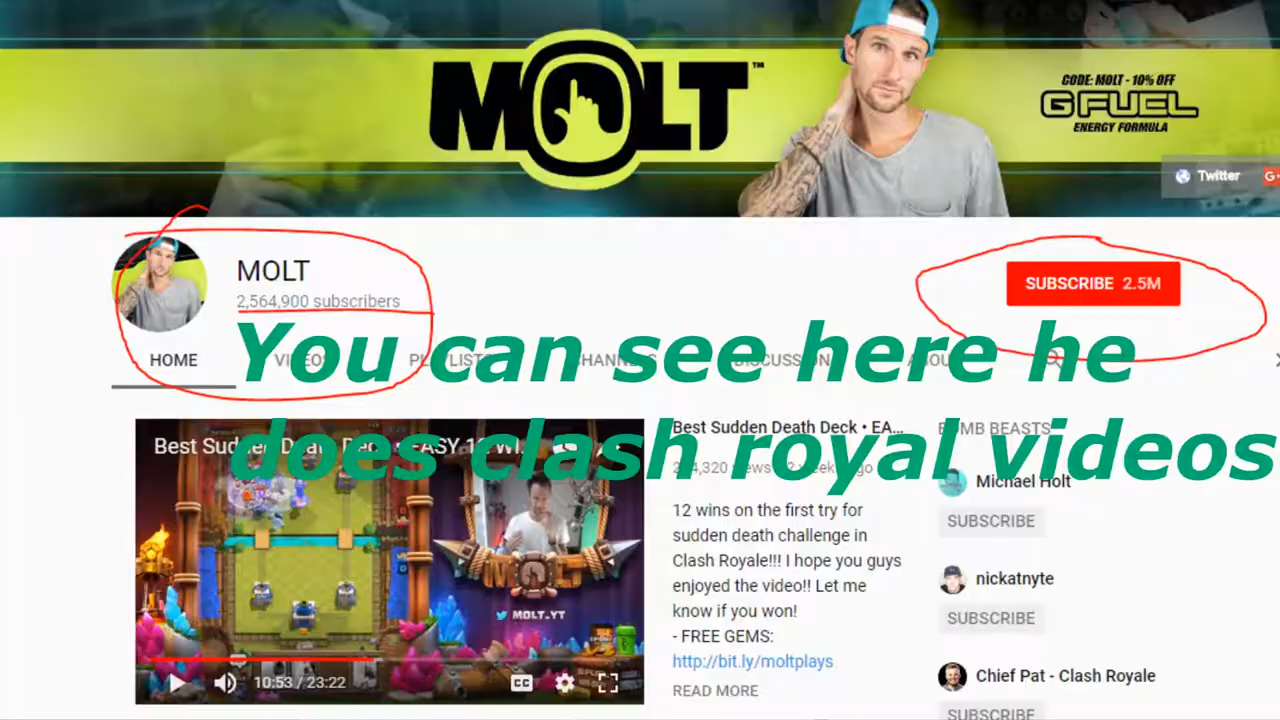 MOLT™
CODE: MOLT - 10% OFF
G FUEL
ENERGY FORMULA
Twitter
G+
MOLT
2,564,900 subscribers
SUBSCRIBE 2.5M
You can see here he
does clash royal videos
HOME
VIDEOS
Best Sudden Death Deck • EA...
12 wins on the first try for
sudden death challenge in
Clash Royale!!! I hope you guys
enjoyed the video!! Let me
know if you won!
- FREE GEMS:
http://bit.ly/moltplays
READ MORE
MOLT
MOLT_YT
10:53 / 23:22
CC
Michael Holt
SUBSCRIBE
nickatnyte
SUBSCRIBE
Chief Pat - Clash Royale
SUBSCRIBE